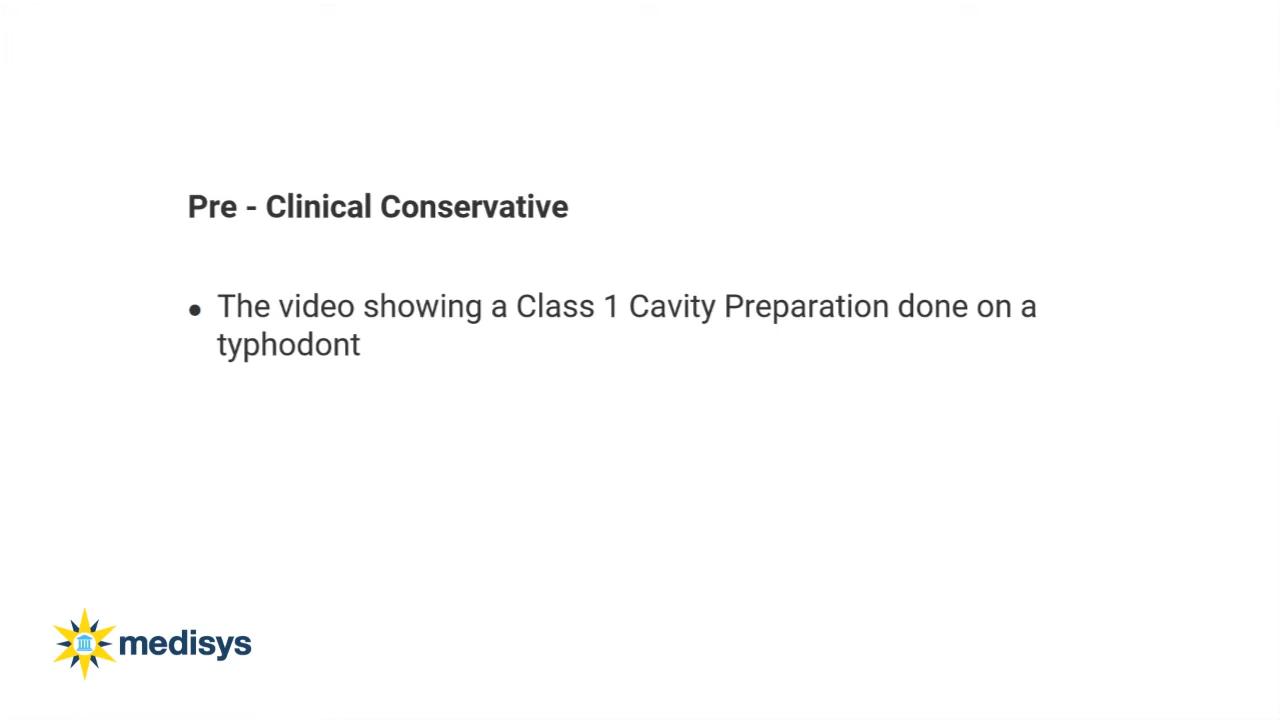 Pre - Clinical Conservative
● The video showing a Class 1 Cavity Preparation done on a
typhodont
medisys